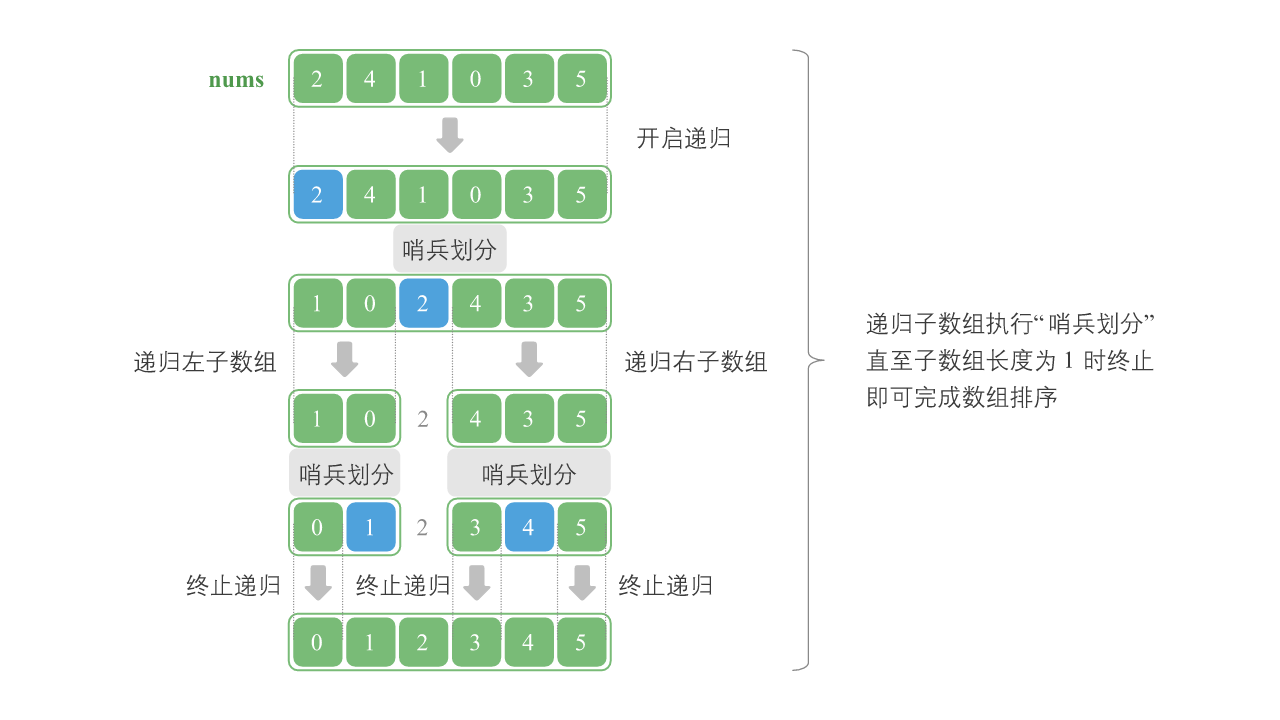 nums 2 4 1 0 3 5
开启递归
2 4 1 0 3 5
哨兵划分
1 0 2 4 3 5
递归左子数组 递归右子数组
1 0 2 4 3 5
哨兵划分 哨兵划分
0 1 2 3 4 5
终止递归 终止递归 终止递归
0 1 2 3 4 5
递归子数组执行“哨兵划分”
直至子数组长度为 1 时终止
即可完成数组排序